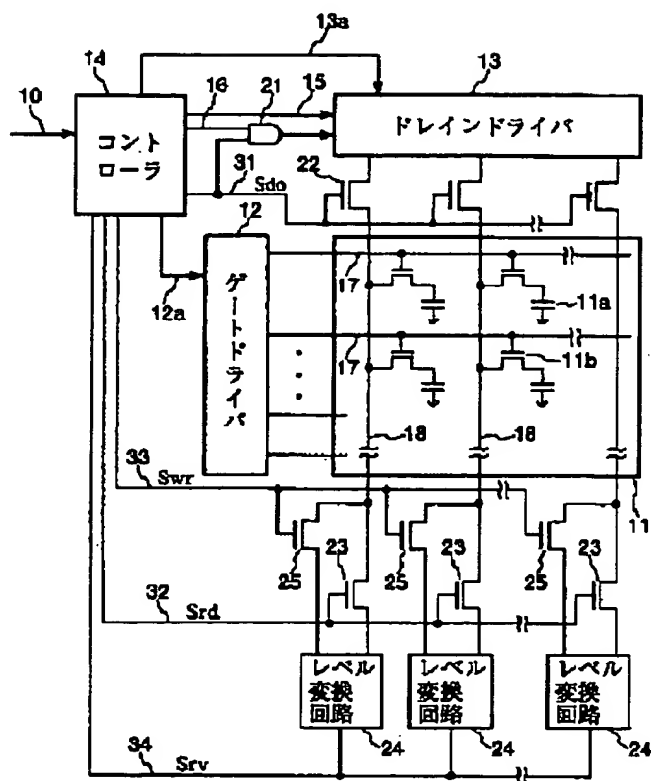 13a
14
13
16
21
15
10
コント
ローラ
ドレインドライバ
31
Sdo
22
12
17
11a
12a
ゲートドライバ
17
11b
18
18
33
Swr
11
25
23
25
23
25
23
32
Srd
レベル
変換
回路
レベル
変換
回路
レベル
変換
回路
24
24
24
34
Srv